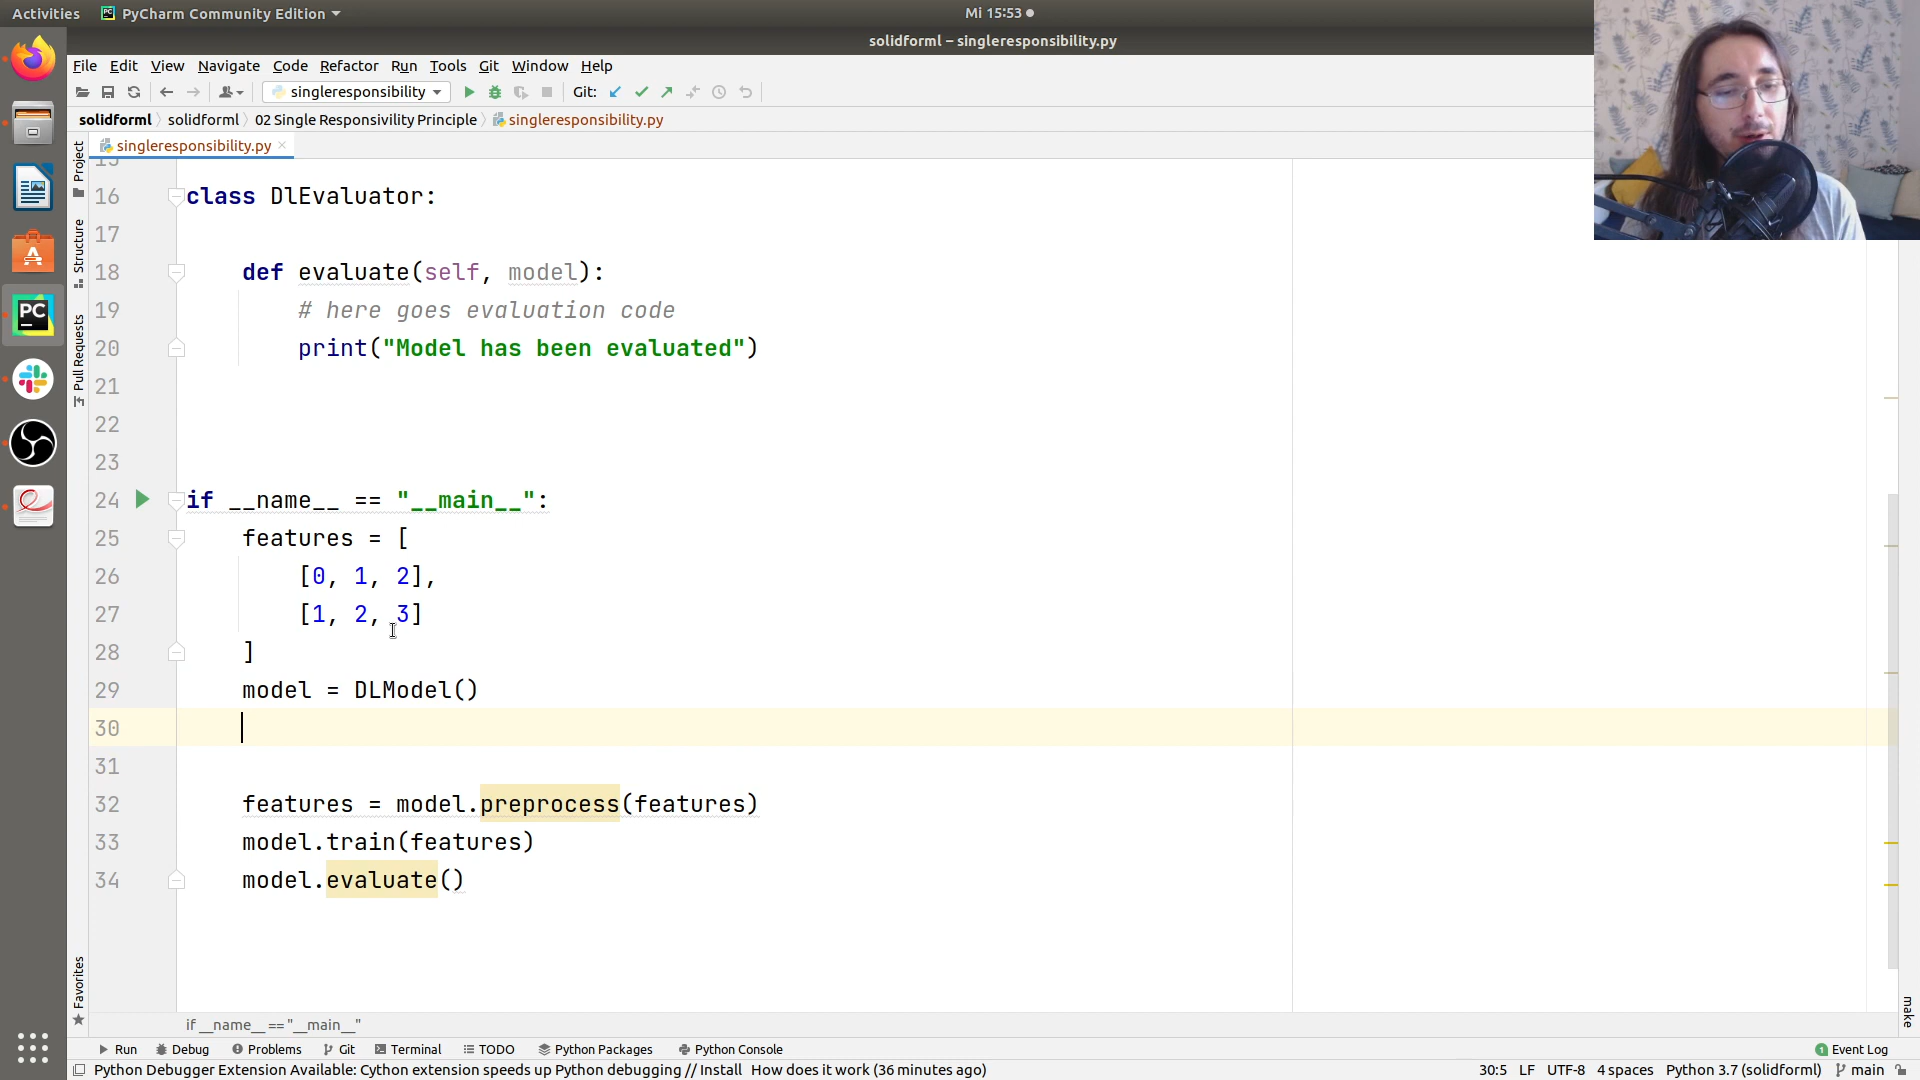 Activities PyCharm Community Edition Mi 15:53
solidforml – singleresponsibility.py
File Edit View Navigate Code Refactor Run Tools Git Window Help
singleresponsibility Git:
solidforml solidforml 02 Single Responsivility Principle singleresponsibility.py
singleresponsibility.py
Project
Structure
Pull Requests
Favorites
make
PC
15
16 class DlEvaluator:
17
18 def evaluate(self, model):
19 # here goes evaluation code
20 print("Model has been evaluated")
21
22
23
24 if __name__ == "__main__":
25 features = [
26 [0, 1, 2],
27 [1, 2, 3]
28 ]
29 model = DLModel()
30
31
32 features = model.preprocess(features)
33 model.train(features)
34 model.evaluate()
if __name__ == "__main__"
Run Debug Problems Git Terminal TODO Python Packages Python Console 1 Event Log
Python Debugger Extension Available: Cython extension speeds up Python debugging // Install How does it work (36 minutes ago) 30:5 LF UTF-8 4 spaces Python 3.7 (solidforml) main